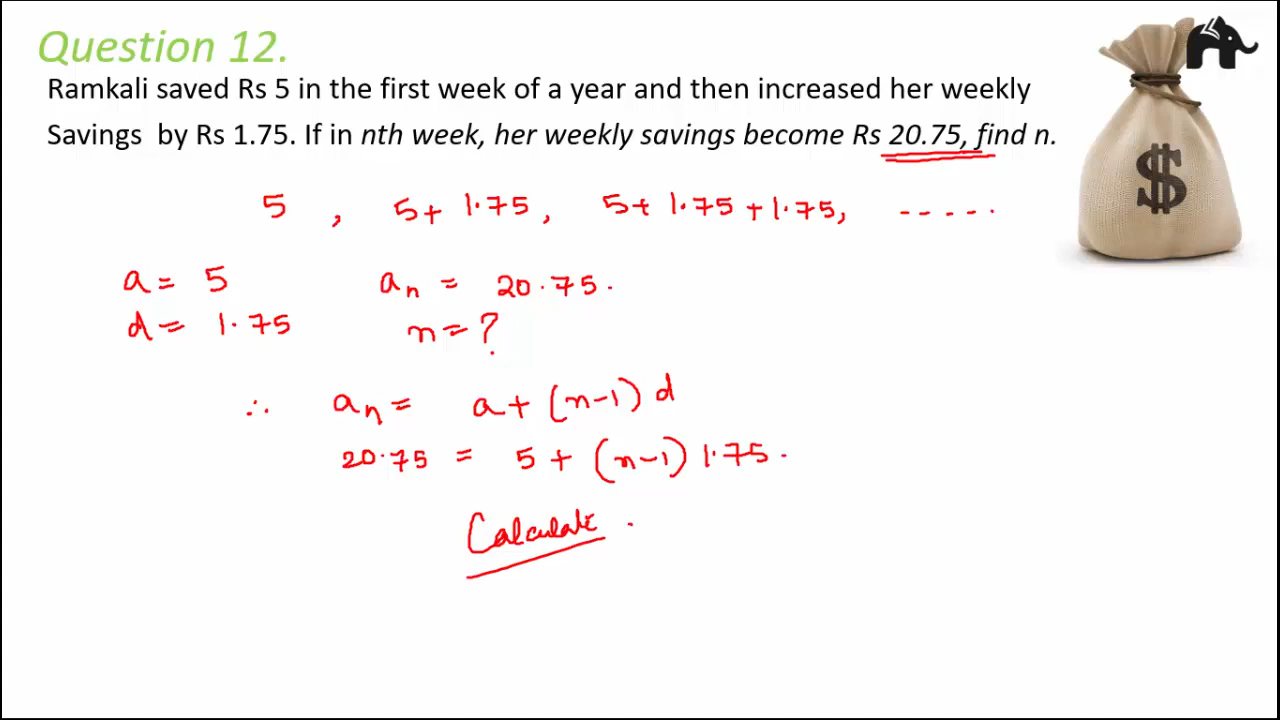 Question 12.
Ramkali saved Rs 5 in the first week of a year and then increased her weekly
Savings by Rs 1.75. If in nth week, her weekly savings become Rs 20.75, find n.
5 , 5+ 1.75 , 5+ 1.75 + 1.75, -----.
a = 5 aₙ = 20.75.
d = 1.75 n = ?
∴ aₙ = a + (n-1) d
20.75 = 5 + (n-1) 1.75.
Calculate .
$